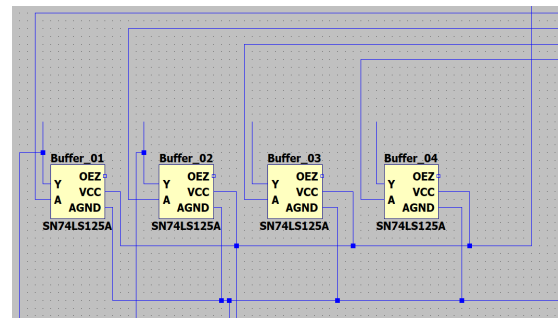 Buffer_01 Buffer_02 Buffer_03 Buffer_04
OEZ OEZ OEZ OEZ
Y VCC Y VCC Y VCC Y VCC
A AGND A AGND A AGND A AGND
SN74LS125A SN74LS125A SN74LS125A SN74LS125A